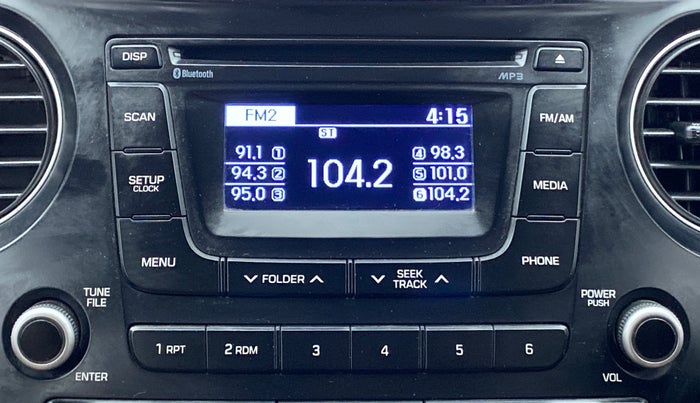 DISP
Bluetooth
MP3
SCAN
FM2
4:15
FM/AM
ST
91.1 1
4 98.3
94.3 2
104.2
5 101.0
95.0 3
6 104.2
SETUP
CLOCK
MEDIA
MENU
FOLDER
SEEK
TRACK
PHONE
TUNE
FILE
POWER
PUSH
1 RPT
2 RDM
3
4
5
6
ENTER
VOL